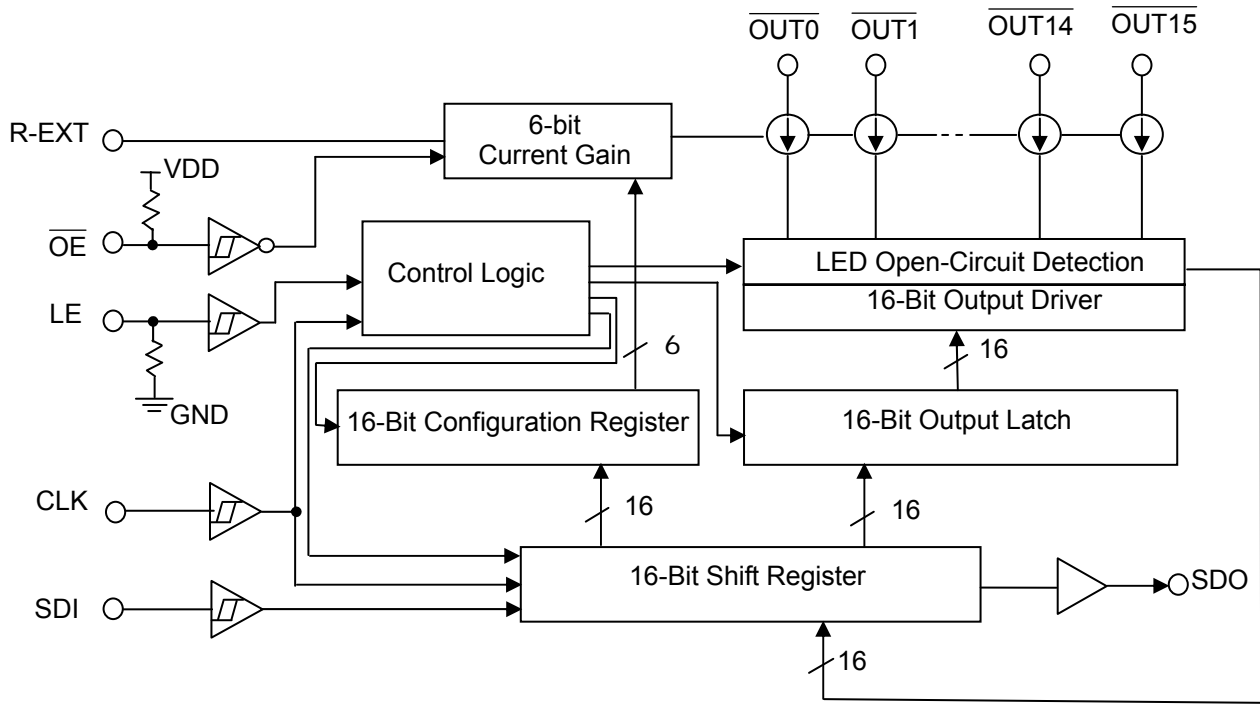 OUT0
OUT1
OUT14
OUT15
R-EXT
6-bit
Current Gain
VDD
OE
Control Logic
LED Open-Circuit Detection
16-Bit Output Driver
LE
6
16
GND
16-Bit Configuration Register
16-Bit Output Latch
CLK
16
16
16-Bit Shift Register
SDI
SDO
16